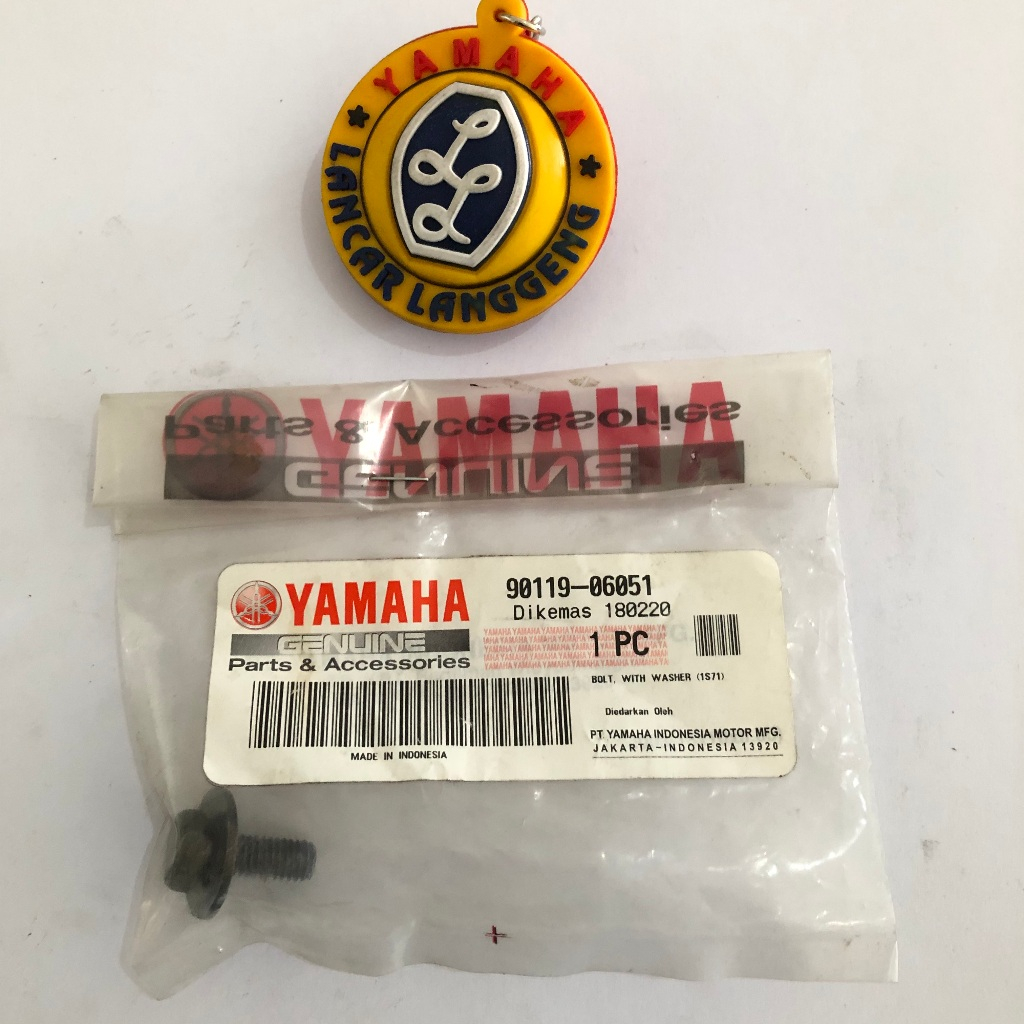 YAMAHA
LL
LANCAR LANGGENG
YAMAHA
Parts & Accessories
GENUINE
YAMAHA
90119-06051
Dikemas 180220
GENUINE
1 PC
Parts & Accessories
BOLT, WITH WASHER (1S71)
Diedarkan Oleh
PT. YAMAHA INDONESIA MOTOR MFG.
JAKARTA-INDONESIA 13920
MADE IN INDONESIA